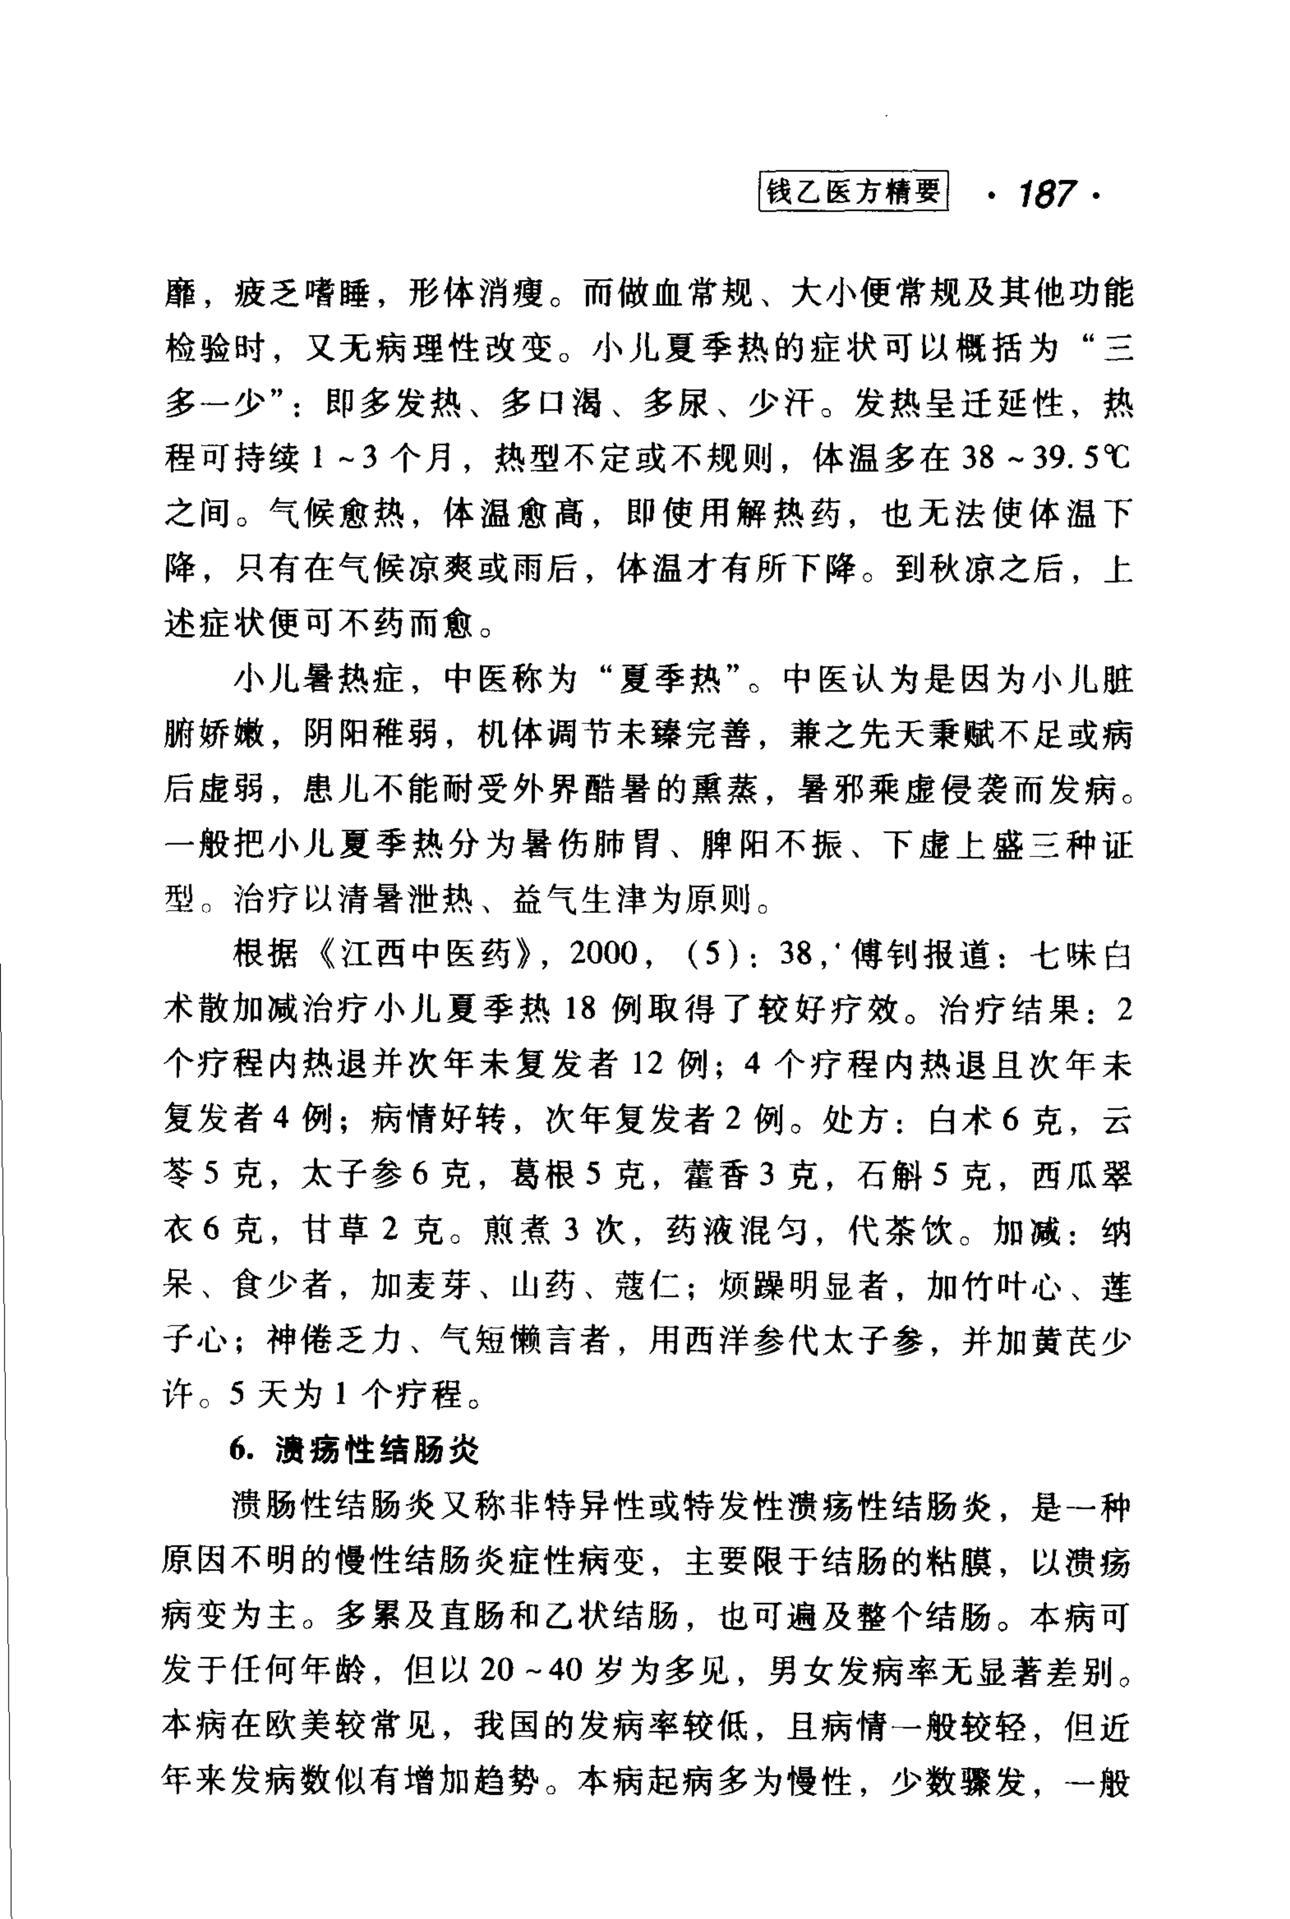 钱乙医方精要 · 187 ·
靡，疲乏嗜睡，形体消瘦。而做血常规、大小便常规及其他功能
检验时，又无病理性改变。小儿夏季热的症状可以概括为“三
多一少”：即多发热、多口渴、多尿、少汗。发热呈迁延性，热
程可持续1～3个月，热型不定或不规则，体温多在38～39.5℃
之间。气候愈热，体温愈高，即使用解热药，也无法使体温下
降，只有在气候凉爽或雨后，体温才有所下降。到秋凉之后，上
述症状便可不药而愈。
小儿暑热症，中医称为“夏季热”。中医认为是因为小儿脏
腑娇嫩，阴阳稚弱，机体调节未臻完善，兼之先天秉赋不足或病
后虚弱，患儿不能耐受外界酷暑的熏蒸，暑邪乘虚侵袭而发病。
一般把小儿夏季热分为暑伤肺胃、脾阳不振、下虚上盛三种证
型。治疗以清暑泄热、益气生津为原则。
根据《江西中医药》，2000，（5）：38，傅钊报道：七味白
术散加减治疗小儿夏季热18例取得了较好疗效。治疗结果：2
个疗程内热退并次年未复发者12例；4个疗程内热退且次年未
复发者4例；病情好转，次年复发者2例。处方：白术6克，云
苓5克，太子参6克，葛根5克，藿香3克，石斛5克，西瓜翠
衣6克，甘草2克。煎煮3次，药液混匀，代茶饮。加减：纳
呆、食少者，加麦芽、山药、蔻仁；烦躁明显者，加竹叶心、莲
子心；神倦乏力、气短懒言者，用西洋参代太子参，并加黄芪少
许。5天为1个疗程。
6. 溃疡性结肠炎
溃肠性结肠炎又称非特异性或特发性溃疡性结肠炎，是一种
原因不明的慢性结肠炎症性病变，主要限于结肠的粘膜，以溃疡
病变为主。多累及直肠和乙状结肠，也可遍及整个结肠。本病可
发于任何年龄，但以20～40岁为多见，男女发病率无显著差别。
本病在欧美较常见，我国的发病率较低，且病情一般较轻，但近
年来发病数似有增加趋势。本病起病多为慢性，少数骤发，一般